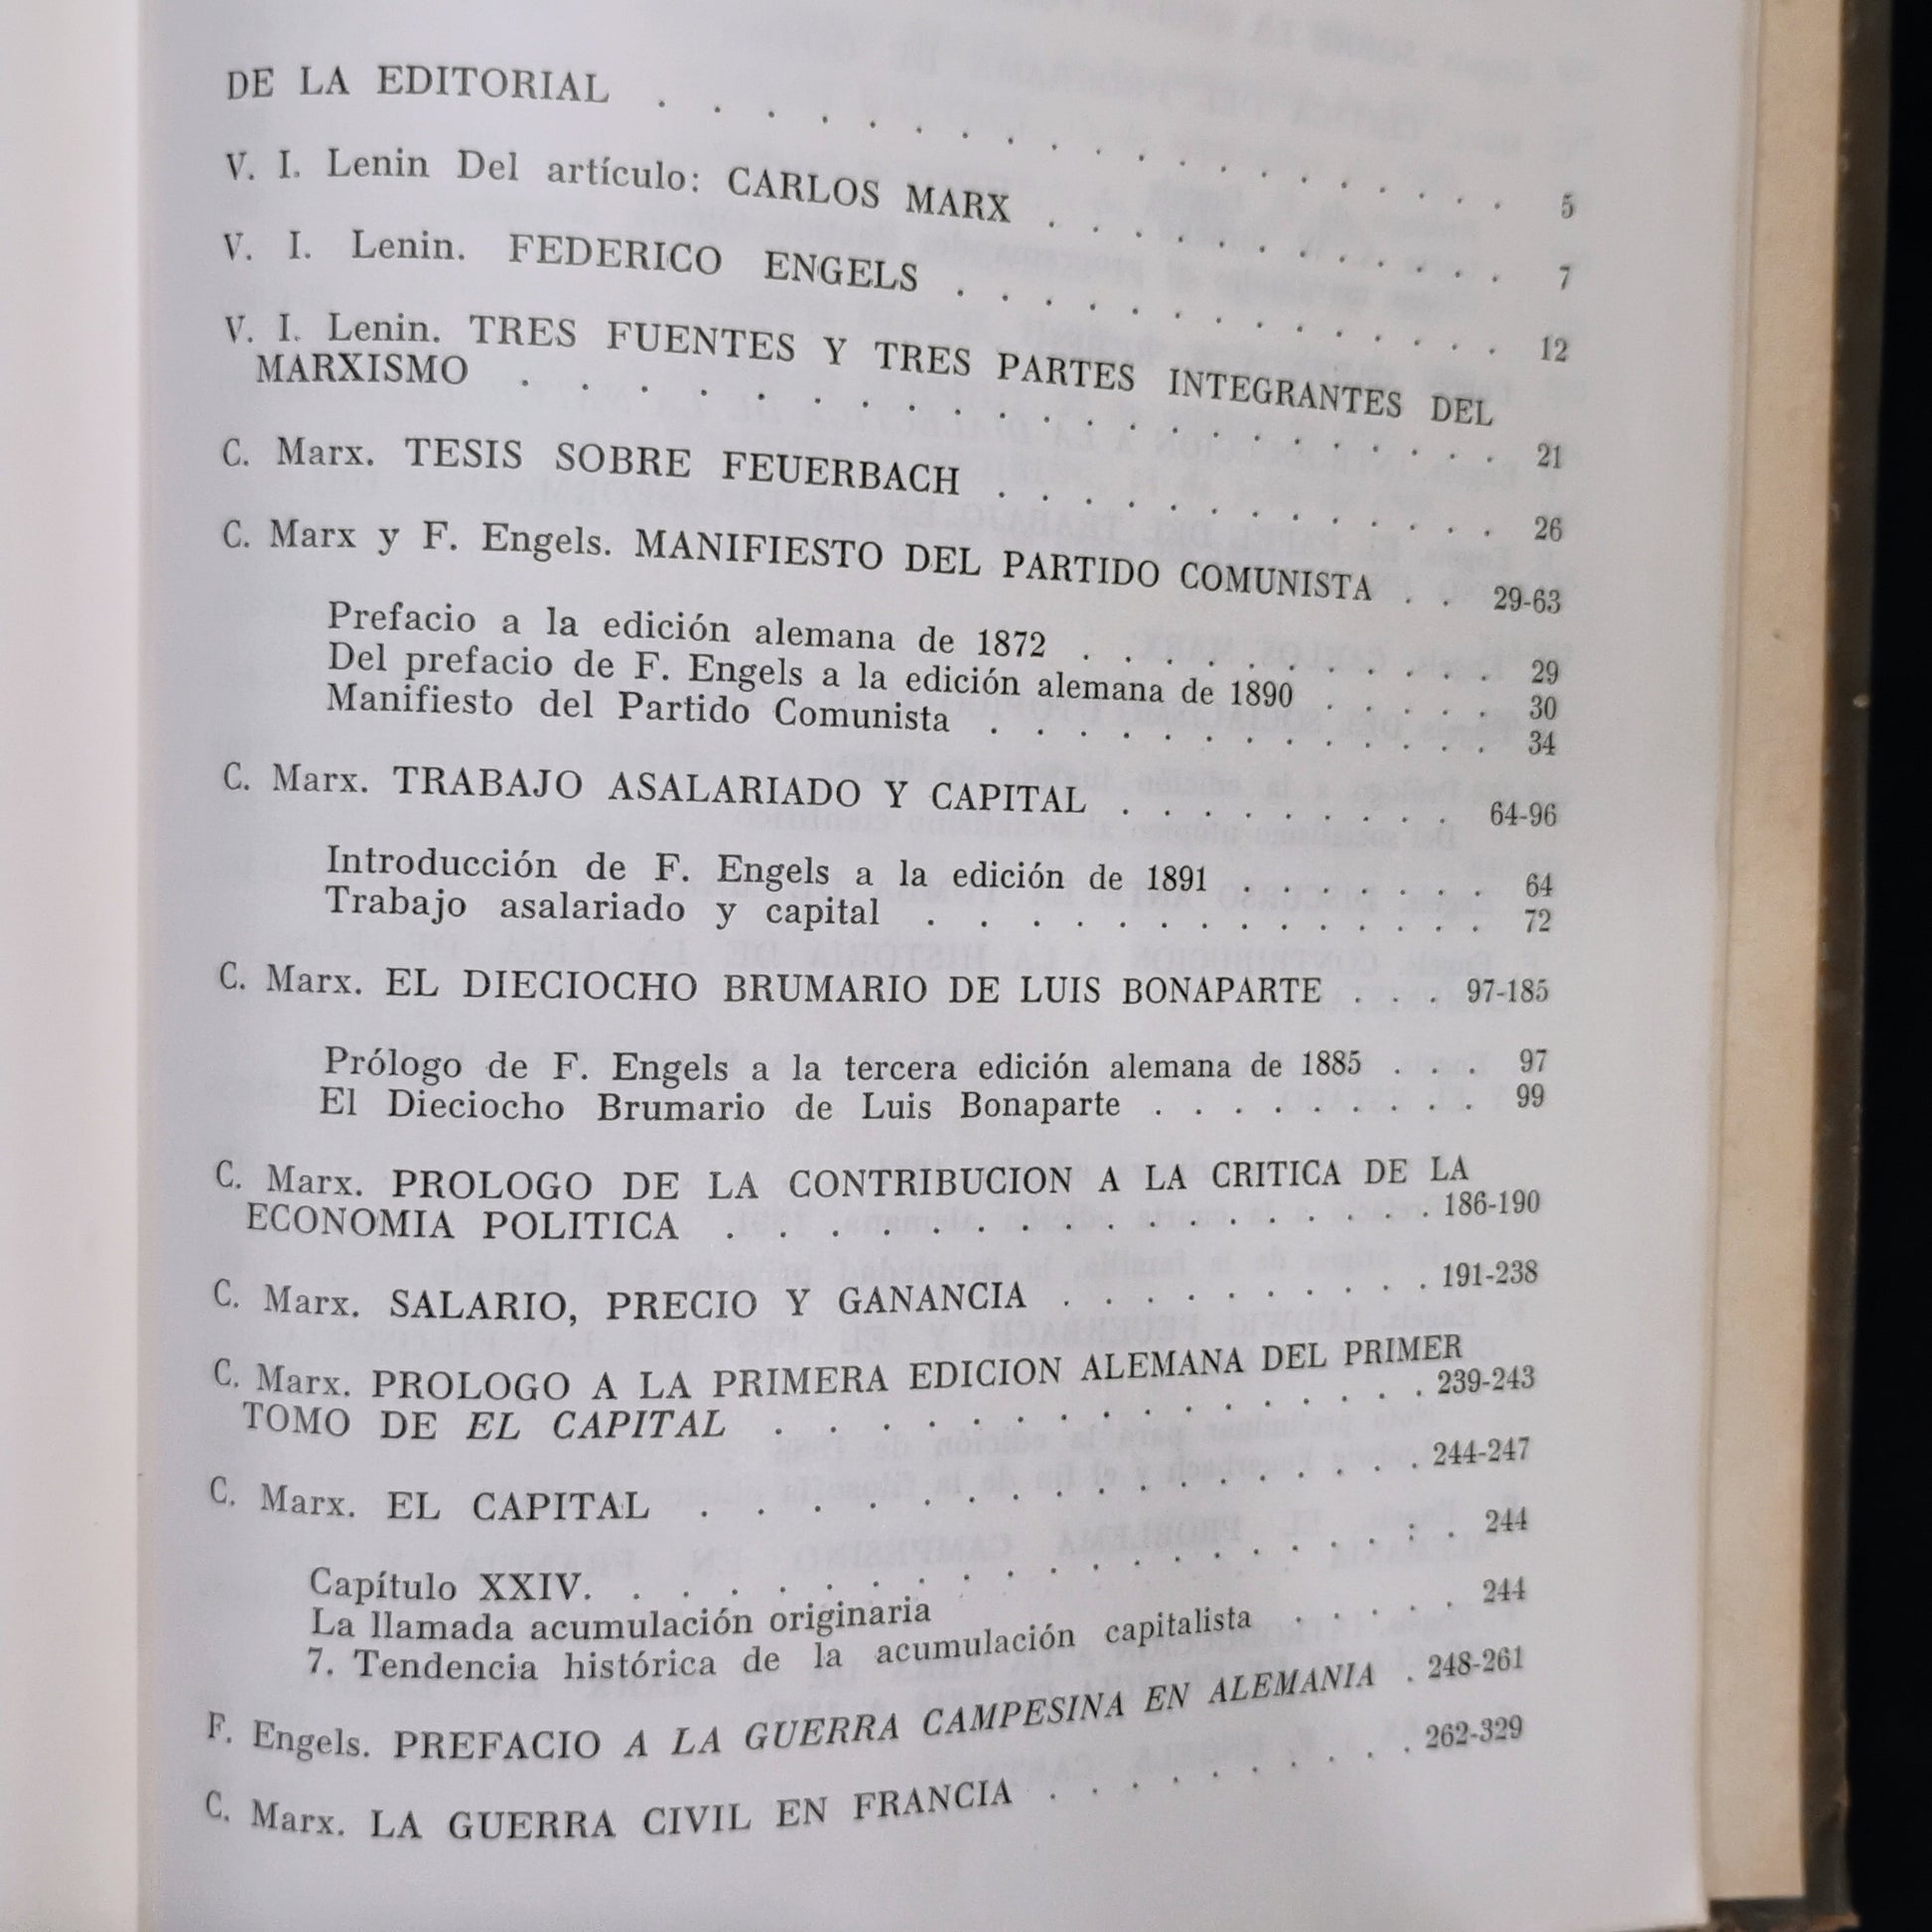 DE LA EDITORIAL . . . . . . . . . . . . . . . . . . 5
V. I. Lenin Del artículo: CARLOS MARX . . . . . . . . . . . 7
V. I. Lenin. FEDERICO ENGELS . . . . . . . . . . . . . 12
V. I. Lenin. TRES FUENTES Y TRES PARTES INTEGRANTES DEL
MARXISMO . . . . . . . . . . . . . . . . . . . . 21
C. Marx. TESIS SOBRE FEUERBACH . . . . . . . . . . . . 26
C. Marx y F. Engels. MANIFIESTO DEL PARTIDO COMUNISTA . . 29-63
Prefacio a la edición alemana de 1872 . . . . . . . . . . 29
Del prefacio de F. Engels a la edición alemana de 1890 . . . . . 30
Manifiesto del Partido Comunista . . . . . . . . . . . . 34
C. Marx. TRABAJO ASALARIADO Y CAPITAL . . . . . . . . . 64-96
Introducción de F. Engels a la edición de 1891 . . . . . . . 64
Trabajo asalariado y capital . . . . . . . . . . . . . 72
C. Marx. EL DIECIOCHO BRUMARIO DE LUIS BONAPARTE . . . 97-185
Prólogo de F. Engels a la tercera edición alemana de 1885 . . . 97
El Dieciocho Brumario de Luis Bonaparte . . . . . . . . . 99
C. Marx. PROLOGO DE LA CONTRIBUCION A LA CRITICA DE LA
ECONOMIA POLITICA . . . . . . . . . . . . . . . . 186-190
C. Marx. SALARIO, PRECIO Y GANANCIA . . . . . . . . . . 191-238
C. Marx. PROLOGO A LA PRIMERA EDICION ALEMANA DEL PRIMER
TOMO DE EL CAPITAL . . . . . . . . . . . . . . . 239-243
C. Marx. EL CAPITAL . . . . . . . . . . . . . . . . 244-247
Capítulo XXIV. . . . . . . . . . . . . . . . . . . : . 244
La llamada acumulación originaria
7. Tendencia histórica de la acumulación capitalista . . . . . 244
F. Engels. PREFACIO A LA GUERRA CAMPESINA EN ALEMANIA . 248-261
C. Marx. LA GUERRA CIVIL EN FRANCIA . . . . . . . . . 262-329